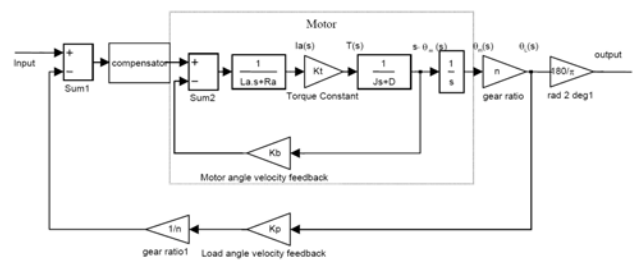 Motor
Ia(s)
T(s)
s- θm (s)
θm(s)
θL(s)
output
Input
+
−
Sum1
compensator
+
−
Sum2
1
La.s+Ra
Kt
Torque Constant
1
Js+D
1
s
n
gear ratio
180/π
rad 2 deg1
Kb
Motor angle velocity feedback
1/n
gear ratio1
Kp
Load angle velocity feedback